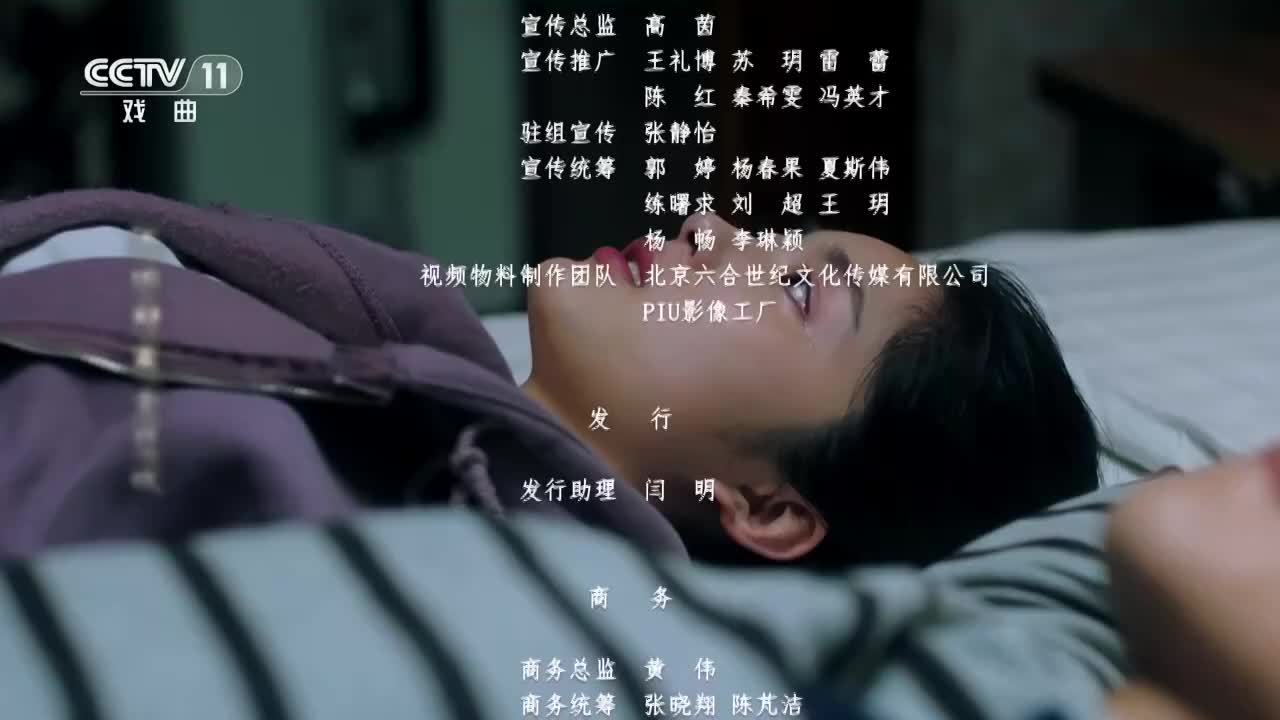 CCTV 11
戏曲
宣传总监 高 茵
宣传推广 王礼博 苏 玥 雷 蕾
陈 红 秦希雯 冯英才
驻组宣传 张静怡
宣传统筹 郭 婷 杨春果 夏斯伟
练曙求 刘 超 王 玥
杨 畅 李琳颖
视频物料制作团队 北京六合世纪文化传媒有限公司
PIU影像工厂
发 行
发行助理 闫 明
商 务
商务总监 黄 伟
商务统筹 张晓翔 陈芃洁